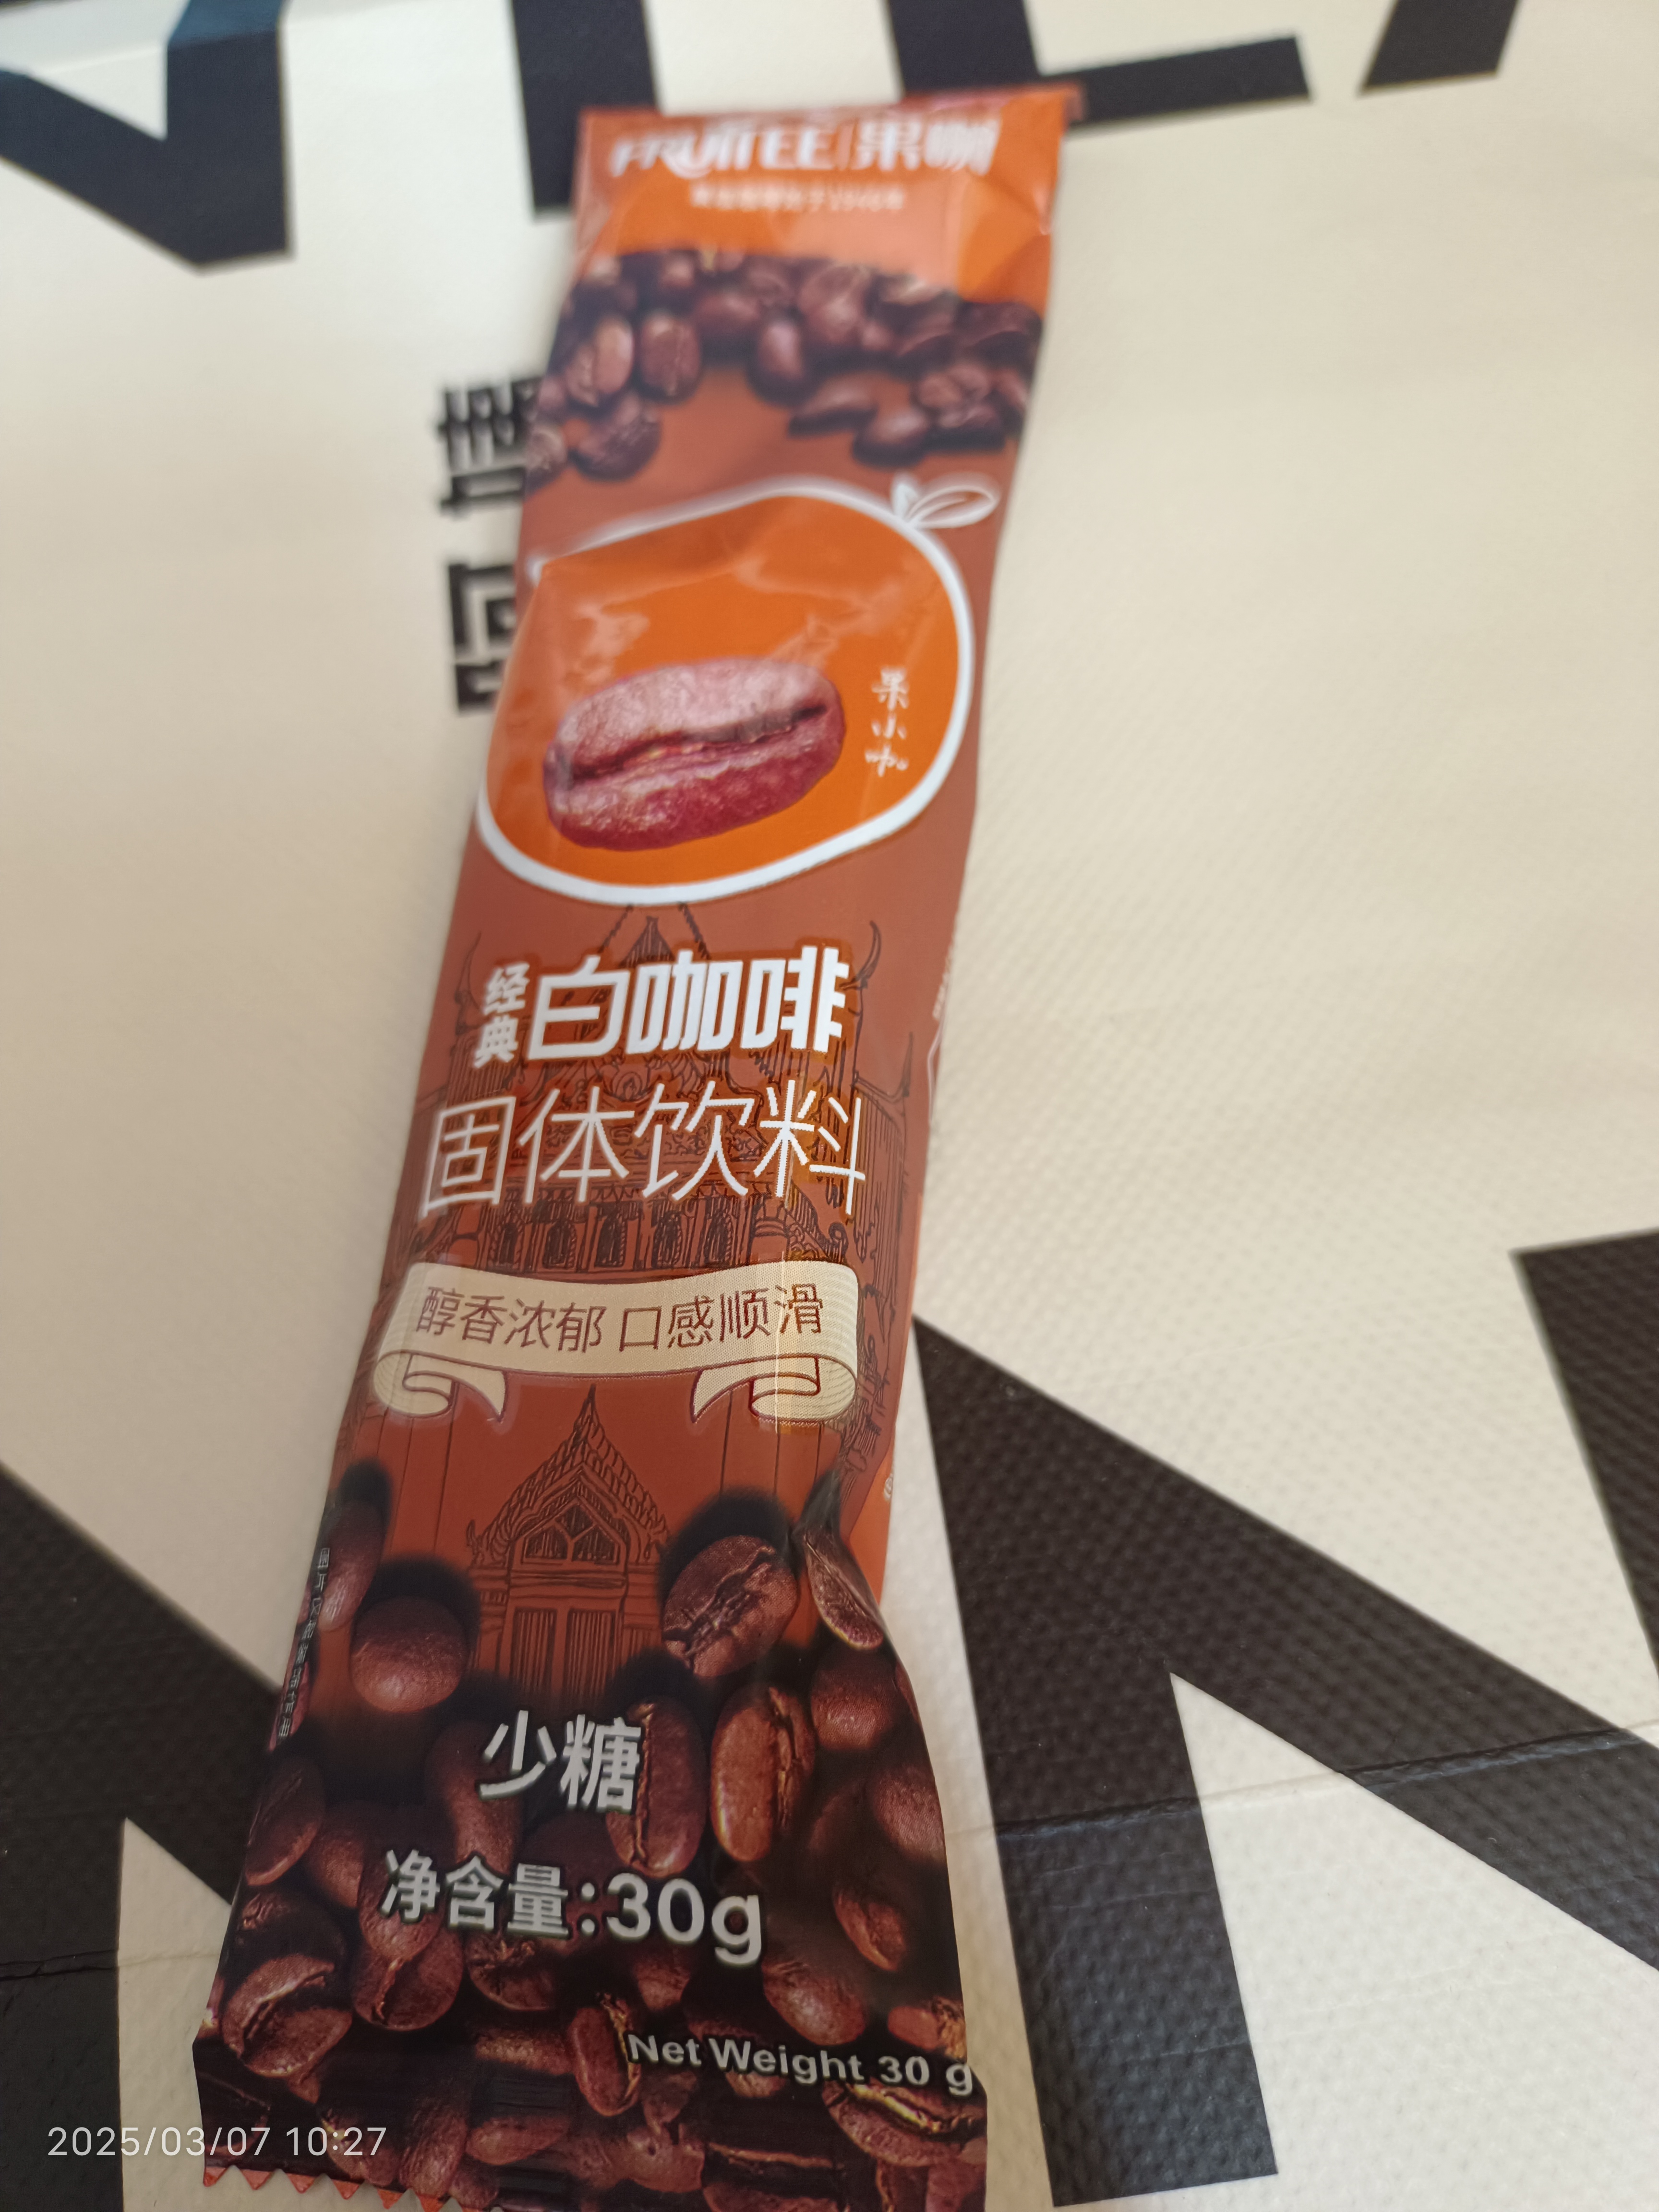 FRUITEE 果咖
果小咖
经典 白咖啡
固体饮料
醇香浓郁 口感顺滑
少糖
净含量:30g
Net Weight 30 g
2025/03/07 10:27